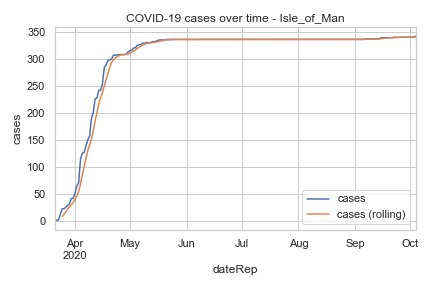 COVID-19 cases over time - Isle_of_Man
cases
350
300
250
200
150
100
50
0
cases
cases (rolling)
Apr
2020
May
Jun
Jul
Aug
Sep
Oct
dateRep